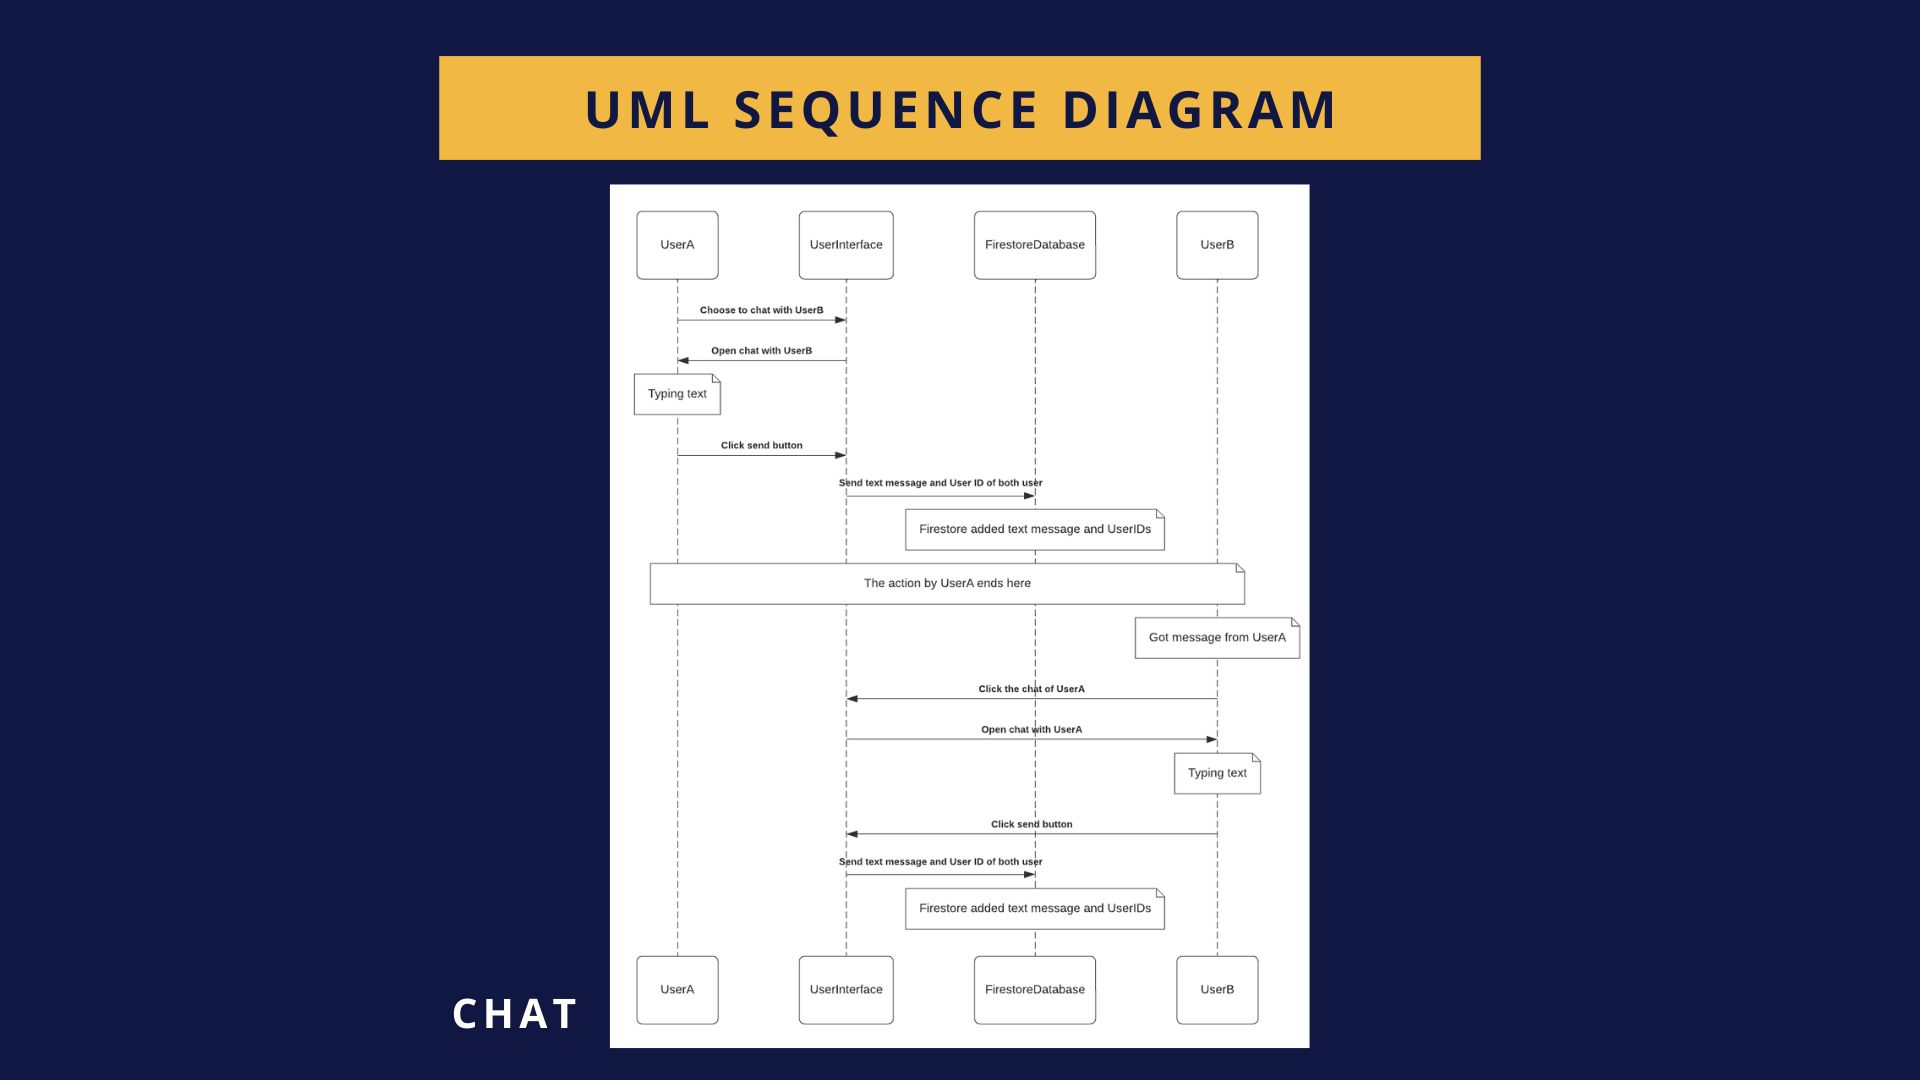 UML SEQUENCE DIAGRAM
UserA
UserInterface
FirestoreDatabase
UserB
Choose to chat with UserB
Open chat with UserB
Typing text
Click send button
Send text message and User ID of both user
Firestore added text message and UserIDs
The action by UserA ends here
Got message from UserA
Click the chat of UserA
Open chat with UserA
Typing text
Click send button
Send text message and User ID of both user
Firestore added text message and UserIDs
UserA
UserInterface
FirestoreDatabase
UserB
CHAT